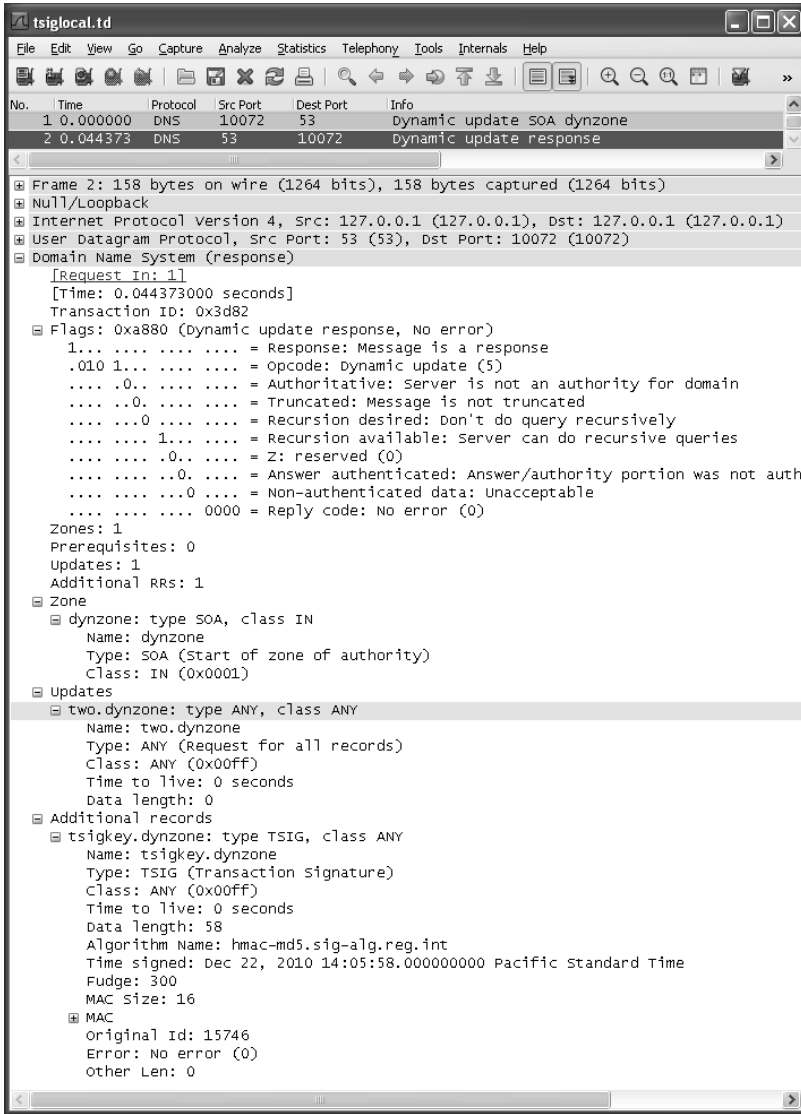 tsiglocal.td
File Edit View Go Capture Analyze Statistics Telephony Tools Internals Help
No. Time Protocol Src Port Dest Port Info
1 0.000000 DNS 10072 53 Dynamic update SOA dynzone
2 0.044373 DNS 53 10072 Dynamic update response
Frame 2: 158 bytes on wire (1264 bits), 158 bytes captured (1264 bits)
Null/Loopback
Internet Protocol Version 4, Src: 127.0.0.1 (127.0.0.1), Dst: 127.0.0.1 (127.0.0.1)
User Datagram Protocol, Src Port: 53 (53), Dst Port: 10072 (10072)
Domain Name System (response)
[Request In: 1]
[Time: 0.044373000 seconds]
Transaction ID: 0x3d82
Flags: 0xa880 (Dynamic update response, No error)
1... .... .... .... = Response: Message is a response
.010 1... .... .... = Opcode: Dynamic update (5)
.... .0.. .... .... = Authoritative: Server is not an authority for domain
.... ..0. .... .... = Truncated: Message is not truncated
.... ...0 .... .... = Recursion desired: Don't do query recursively
.... .... 1... .... = Recursion available: Server can do recursive queries
.... .... .0.. .... = Z: reserved (0)
.... .... ..0. .... = Answer authenticated: Answer/authority portion was not auth
.... .... ...0 .... = Non-authenticated data: Unacceptable
.... .... .... 0000 = Reply code: No error (0)
Zones: 1
Prerequisites: 0
Updates: 1
Additional RRs: 1
Zone
dynzone: type SOA, class IN
Name: dynzone
Type: SOA (Start of zone of authority)
Class: IN (0x0001)
Updates
two.dynzone: type ANY, class ANY
Name: two.dynzone
Type: ANY (Request for all records)
Class: ANY (0x00ff)
Time to live: 0 seconds
Data length: 0
Additional records
tsigkey.dynzone: type TSIG, class ANY
Name: tsigkey.dynzone
Type: TSIG (Transaction Signature)
Class: ANY (0x00ff)
Time to live: 0 seconds
Data length: 58
Algorithm Name: hmac-md5.sig-alg.reg.int
Time signed: Dec 22, 2010 14:05:58.000000000 Pacific Standard Time
Fudge: 300
MAC Size: 16
MAC
Original Id: 15746
Error: No error (0)
Other Len: 0